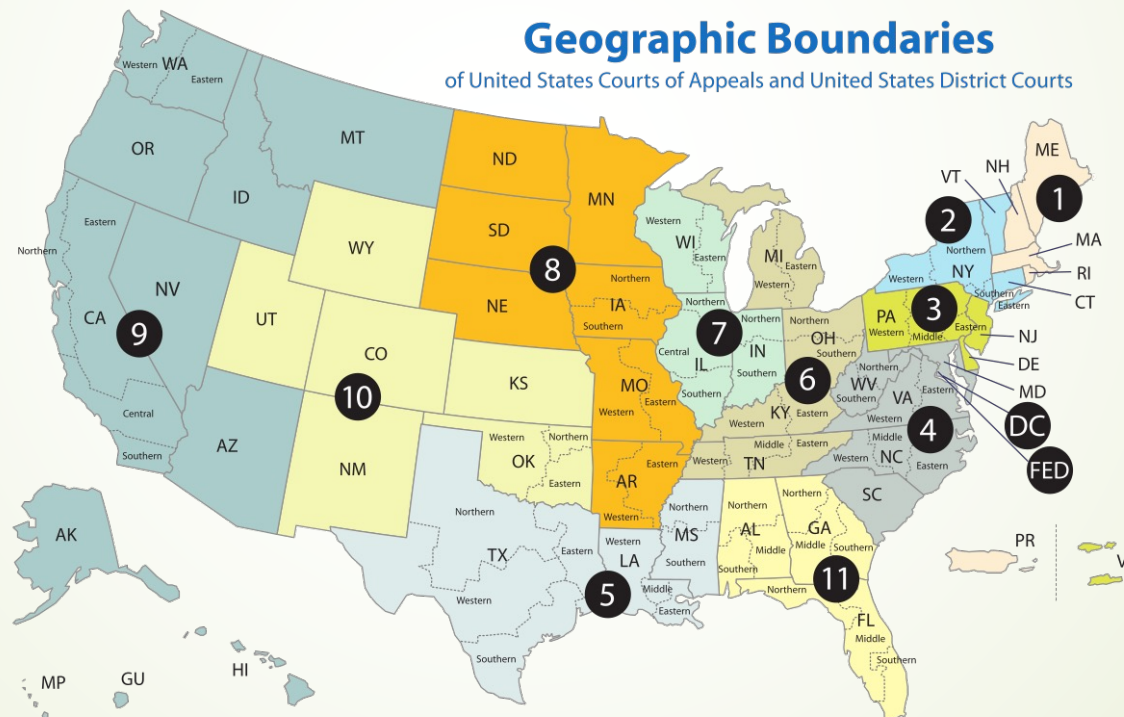 Geographic Boundaries
of United States Courts of Appeals and United States District Courts
Western
WA
Eastern
OR
ID
MT
Northern
Eastern
CA
Central
Southern
NV
9
AZ
AK
MP
GU
HI
WY
UT
CO
10
KS
NM
Western
Northern
OK
Eastern
ND
SD
NE
MN
8
Northern
IA
Southern
MO
Western
Eastern
Eastern
AR
Western
Western
WI
Eastern
Northern
7
Central
IL
Southern
Northern
IN
Southern
MI
Eastern
Western
Northern
OH
Southern
6
KY
Western
Eastern
Western
Middle
Eastern
TN
Northern
TX
Eastern
Western
Southern
Western
LA
5
Middle
Eastern
Northern
MS
Southern
Northern
AL
Middle
Southern
Northern
GA
Middle
Southern
11
Northern
FL
Middle
Southern
Northern
WV
Southern
VA
Eastern
Western
4
Middle
Western
NC
Eastern
SC
PA
3
Western
Middle
Eastern
NJ
DE
MD
DC
FED
VT
NH
ME
1
2
Northern
Western
NY
Southern
Eastern
MA
RI
CT
PR